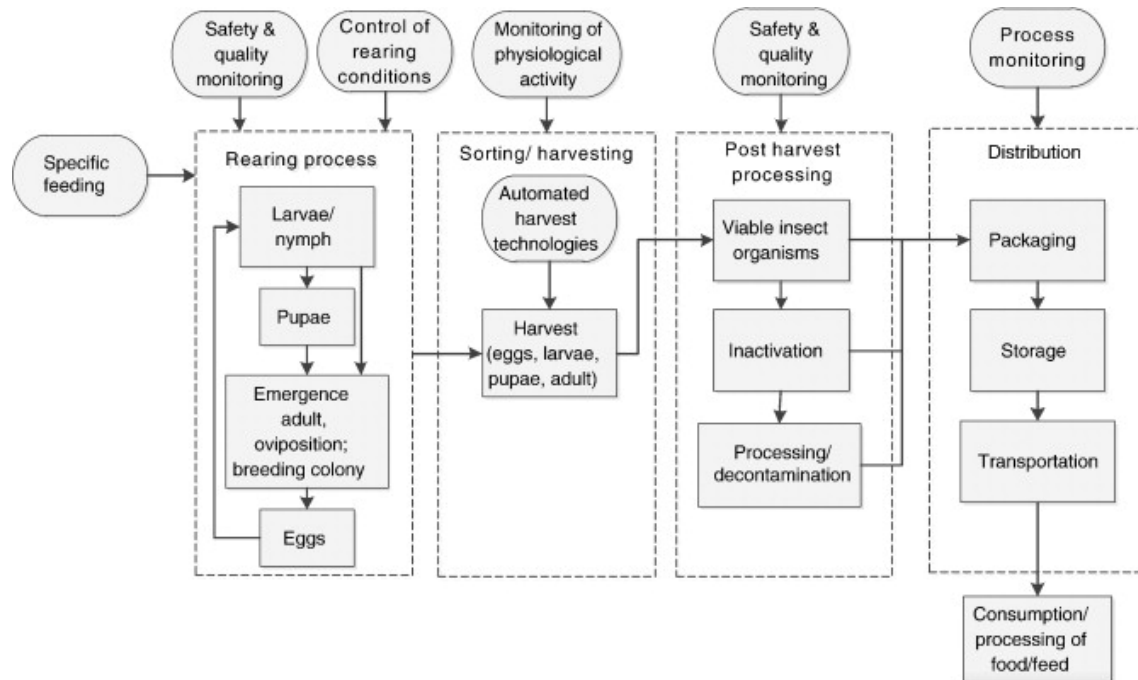 Safety &
quality
monitoring
Control of
rearing
conditions
Monitoring of
physiological
activity
Safety &
quality
monitoring
Process
monitoring
Specific
feeding
Rearing process
Larvae/
nymph
Pupae
Emergence
adult,
oviposition;
breeding colony
Eggs
Sorting/ harvesting
Automated
harvest
technologies
Harvest
(eggs, larvae,
pupae, adult)
Post harvest
processing
Viable insect
organisms
Inactivation
Processing/
decontamination
Distribution
Packaging
Storage
Transportation
Consumption/
processing of
food/feed